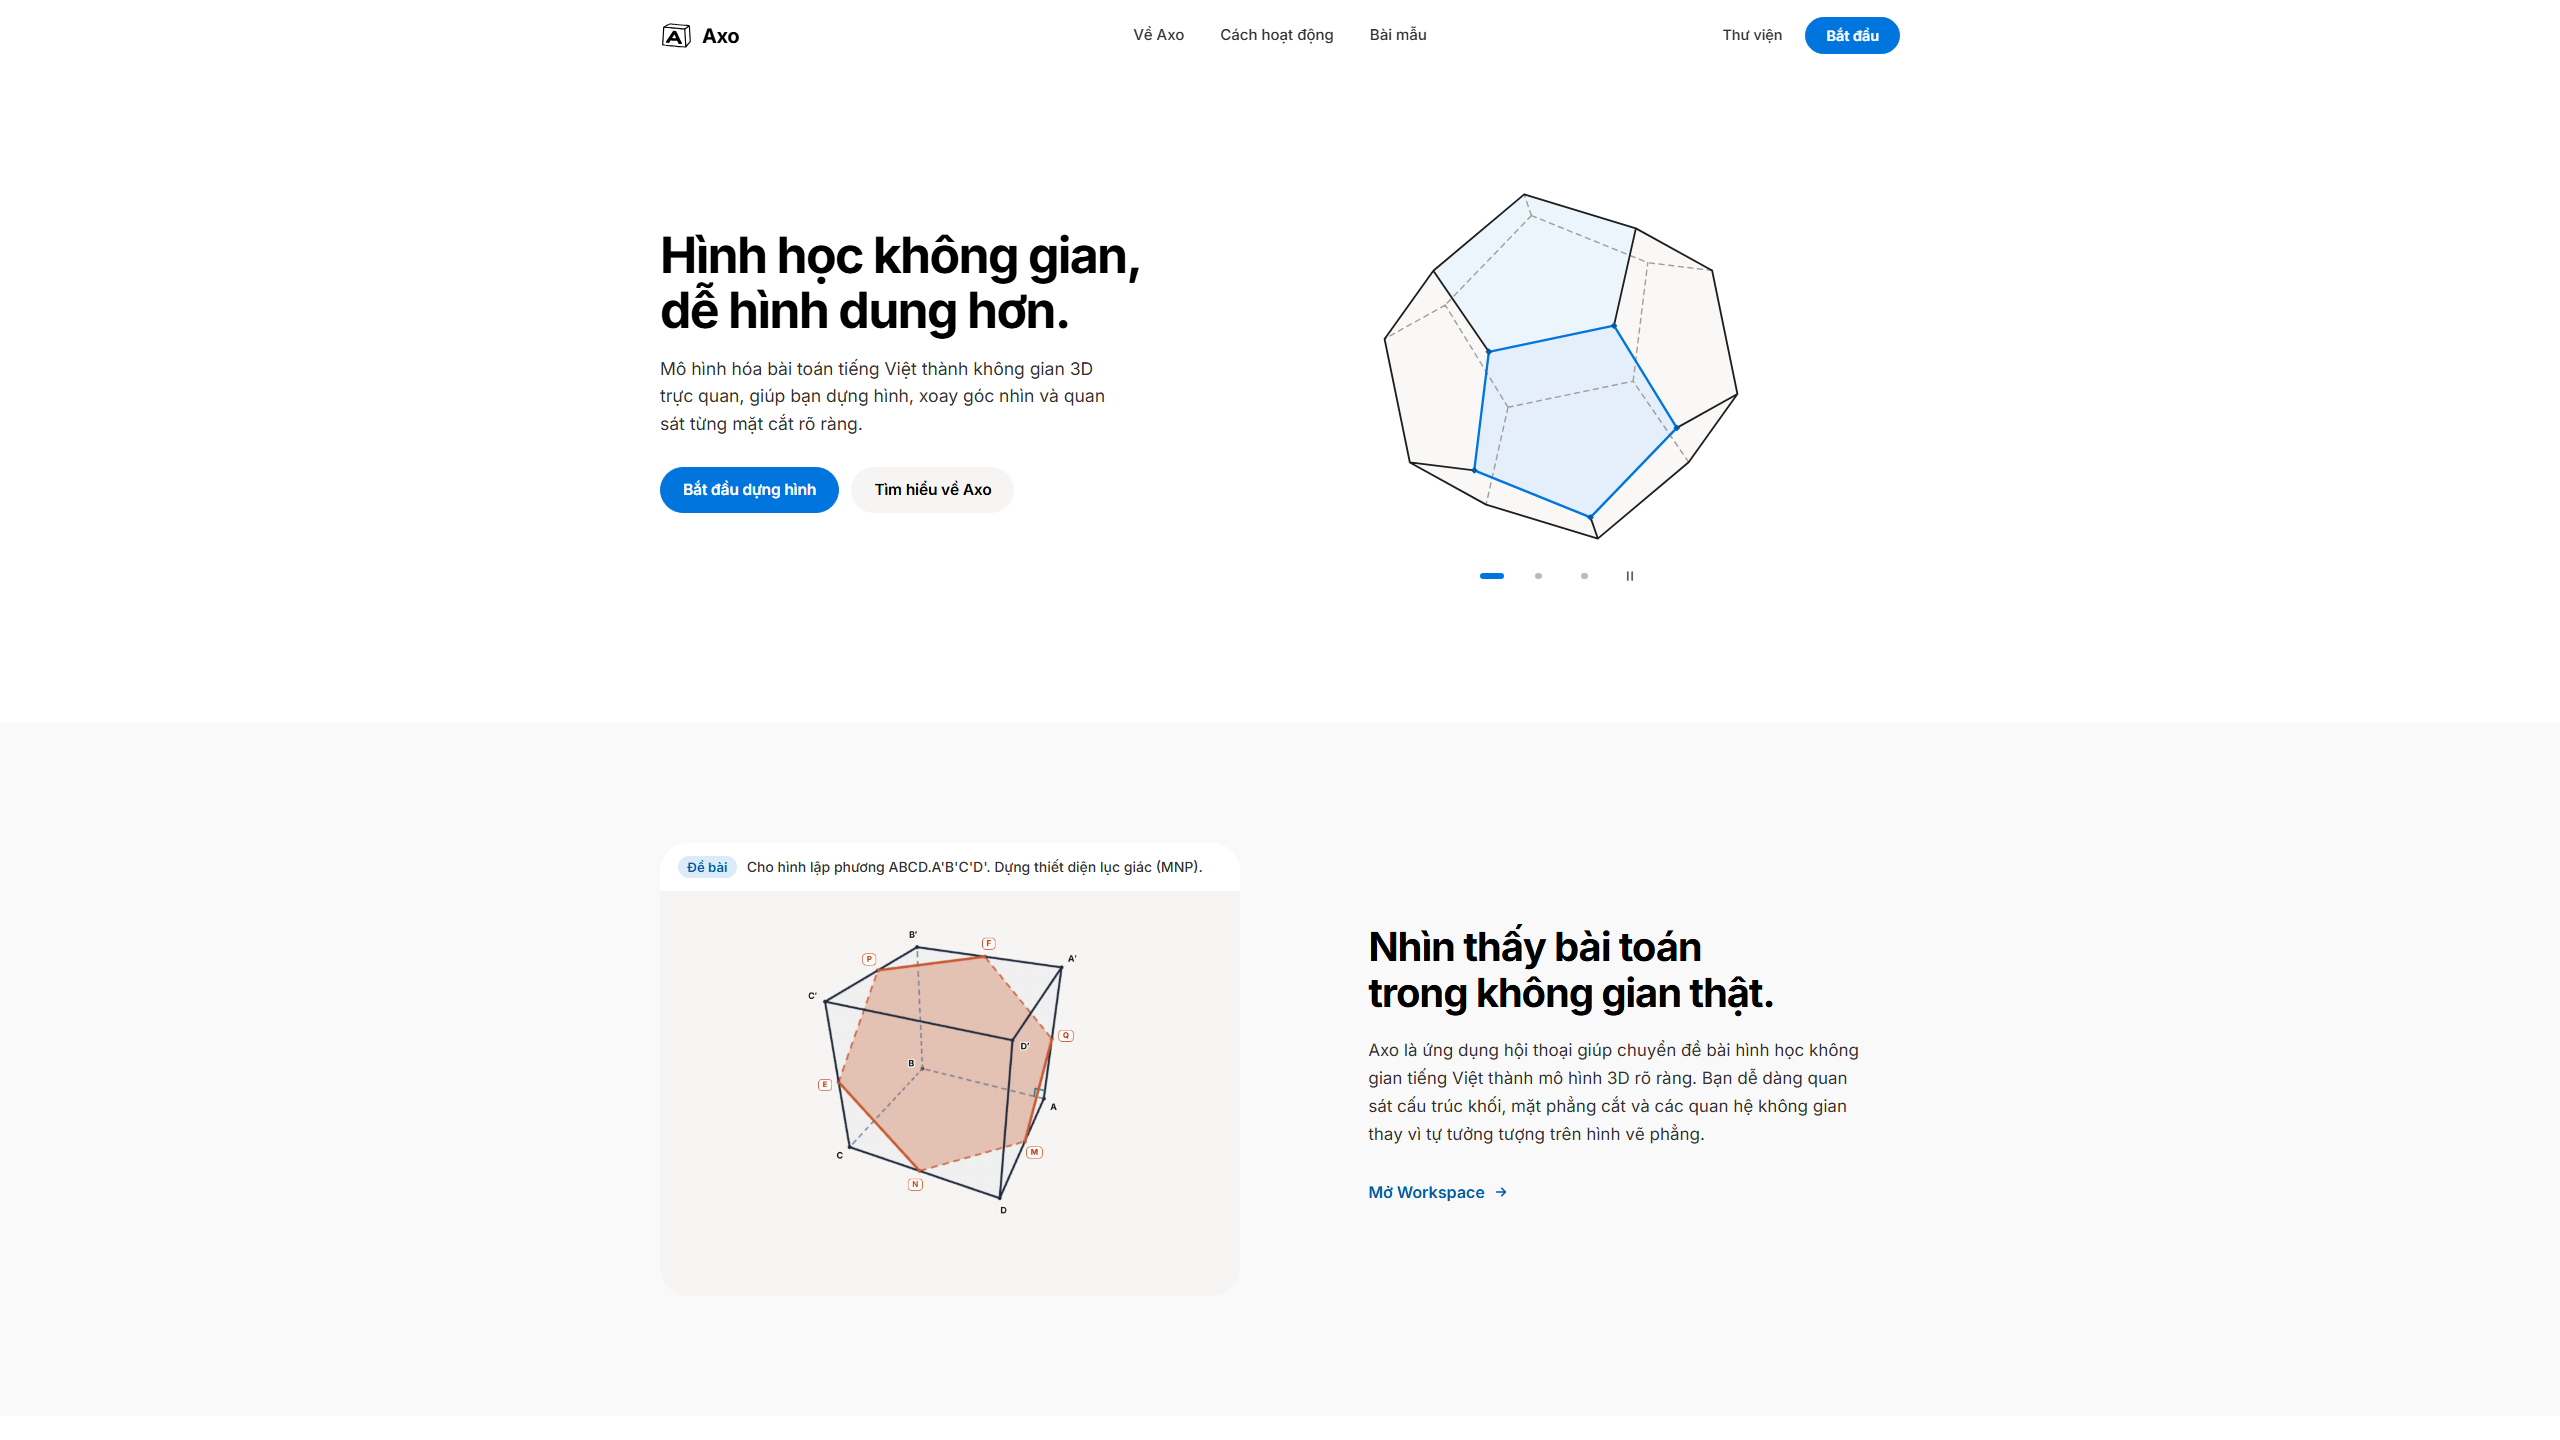 Axo
Về Axo
Cách hoạt động
Bài mẫu
Thư viện
Bắt đầu
Hình học không gian,
dễ hình dung hơn.
Mô hình hóa bài toán tiếng Việt thành không gian 3D
trực quan, giúp bạn dựng hình, xoay góc nhìn và quan
sát từng mặt cắt rõ ràng.
Bắt đầu dựng hình
Tìm hiểu về Axo
Đề bài
Cho hình lập phương ABCD.A'B'C'D'. Dựng thiết diện lục giác (MNP).
B'
F
P
A'
C'
Q
D'
B
E
A
M
C
N
D
Nhìn thấy bài toán
trong không gian thật.
Axo là ứng dụng hội thoại giúp chuyển đề bài hình học không
gian tiếng Việt thành mô hình 3D rõ ràng. Bạn dễ dàng quan
sát cấu trúc khối, mặt phẳng cắt và các quan hệ không gian
thay vì tự tưởng tượng trên hình vẽ phẳng.
Mở Workspace →